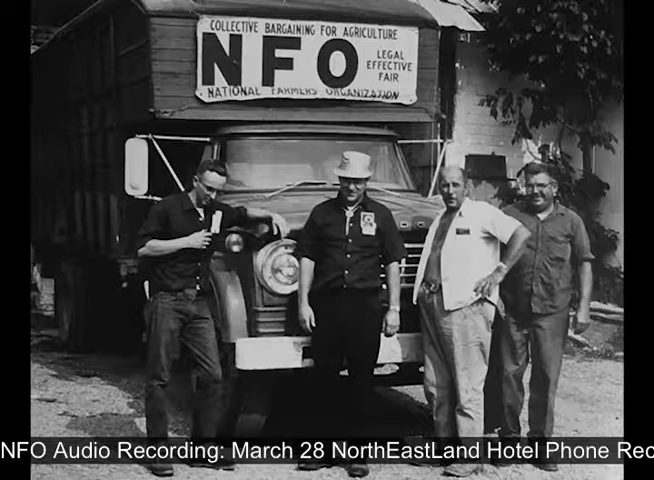 COLLECTIVE BARGAINING FOR AGRICULTURE
NFO
LEGAL
EFFECTIVE
FAIR
NATIONAL FARMERS ORGANIZATION
NFO Audio Recording: March 28 NorthEastLand Hotel Phone Rec